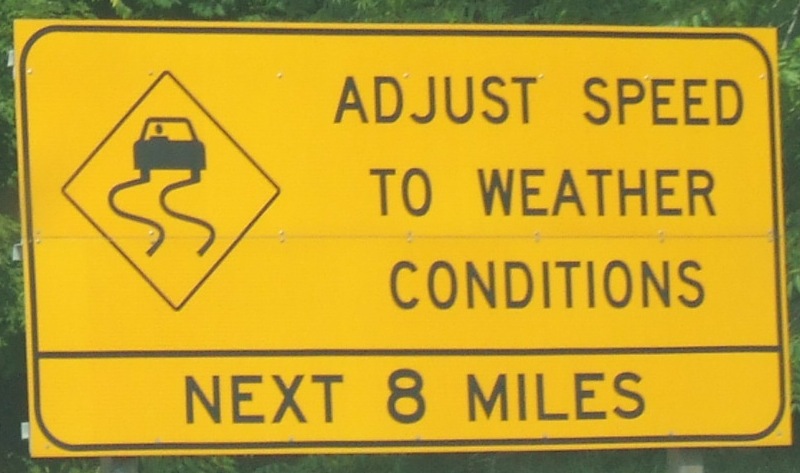 ADJUST SPEED
TO WEATHER
CONDITIONS
NEXT 8 MILES